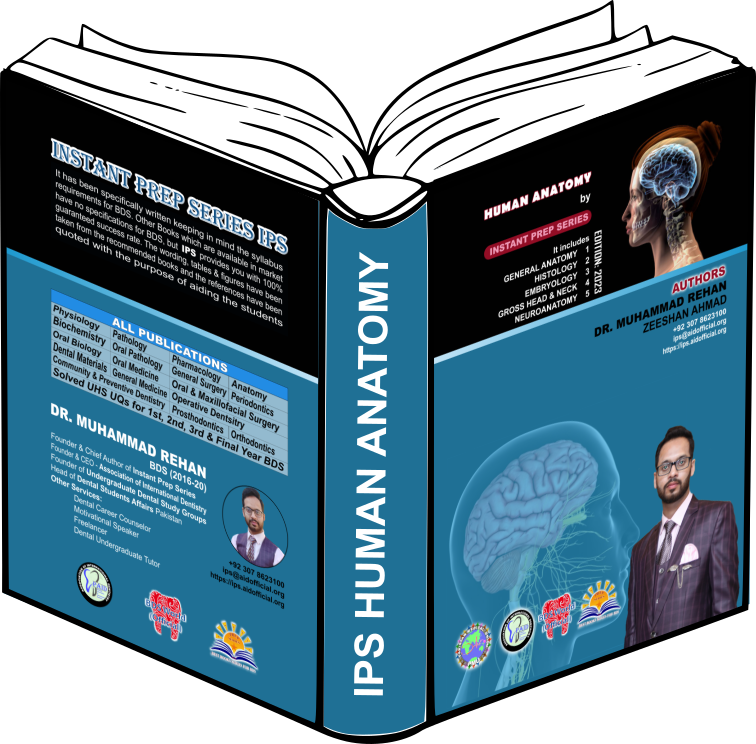 INSTANT PREP SERIES IPS
It has been specifically written keeping in mind the syllabus
requirements for BDS. Other Books which are available in market
have no specifications for BDS, but IPS provides you with 100%
guaranteed success rate. The wording, tables & figures have been
taken from the recommended books and the references have been
quoted with the purpose of aiding the students
ALL PUBLICATIONS
Physiology Pathology Pharmacology Anatomy
Biochemistry Oral Pathology General Surgery Periodontics
Oral Biology Oral Medicine Oral & Maxillofacial Surgery
Dental Materials General Medicine Operative Dentsitry
Community & Preventive Dentistry Prosthodontics Orthodontics
Solved UHS UQs for 1st, 2nd, 3rd & Final Year BDS
DR. MUHAMMAD REHAN
BDS (2016-20)
Founder & Chief Author of Instant Prep Series
Founder & CEO - Association of International Dentistry
Founder of Undergraduate Dental Study Groups
Head of Dental Students Affairs Pakistan
Other Services:
Dental Career Counselor
Motivational Speaker
Freelancer
Dental Undergraduate Tutor
+92 307 8623100
ips@aidofficial.org
https://ips.aidofficial.org
IPS HUMAN ANATOMY
HUMAN ANATOMY
by
INSTANT PREP SERIES
It includes
GENERAL ANATOMY 1
HISTOLOGY 2
EMBRYOLOGY 3
GROSS HEAD & NECK 4
NEUROANATOMY 5
EDITION- 2023
AUTHORS
DR. MUHAMMAD REHAN
ZEESHAN AHMAD
+92 307 8623100
ips@aidofficial.org
https://ips.aidofficial.org